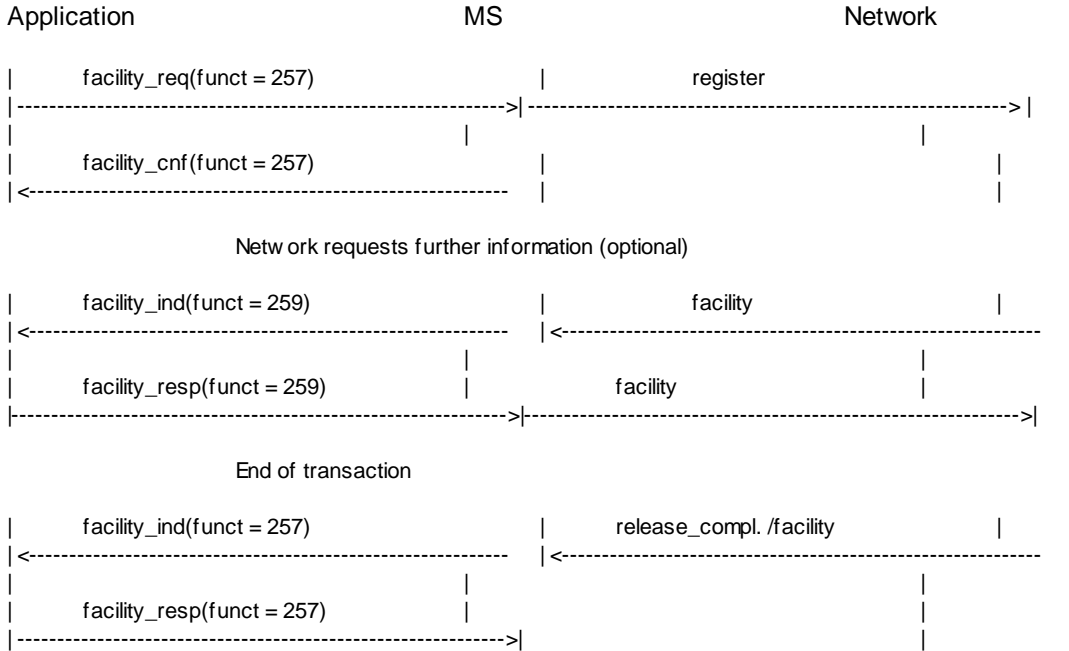 Application MS Network
| facility_req(funct = 257) | register
|------------------------------------------------------------->|------------------------------------------------------------> |
| | |
| facility_cnf(funct = 257) | |
|<------------------------------------------------------------ | |
Netw ork requests further information (optional)
| facility_ind(funct = 259) | facility |
|<------------------------------------------------------------ |<------------------------------------------------------------
| | |
| facility_resp(funct = 259) | facility |
|-------------------------------------------------------------->|-------------------------------------------------------------->|
End of transaction
| facility_ind(funct = 257) | release_compl. /facility |
|<------------------------------------------------------------ |<------------------------------------------------------------
| | |
| facility_resp(funct = 257) | |
|------------------------------------------------------------->| |